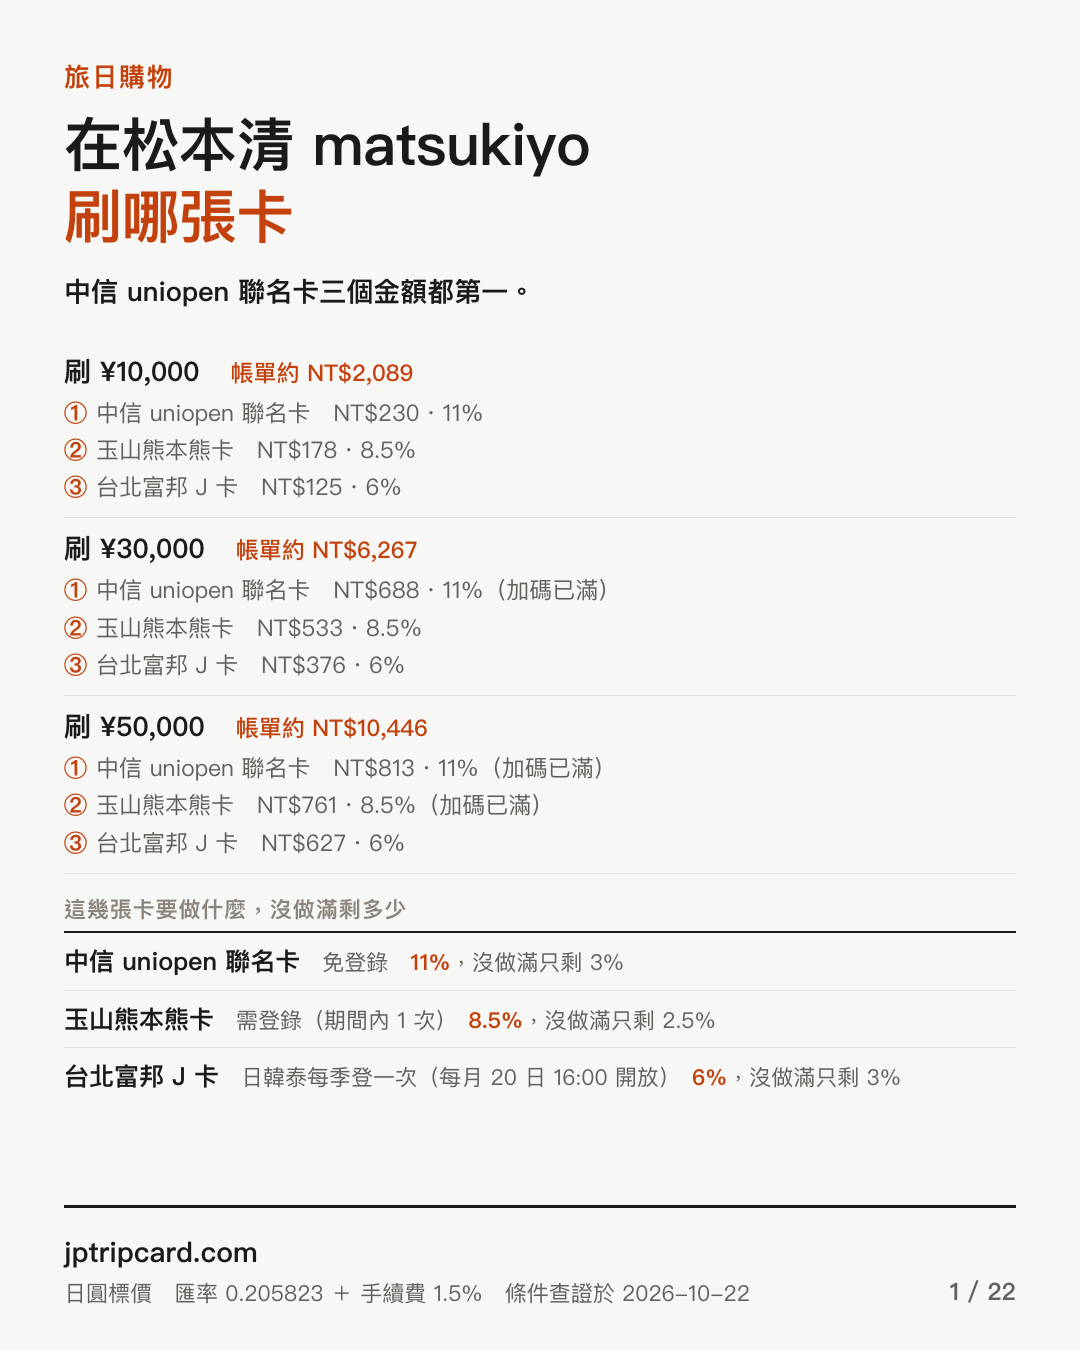 旅日購物
在松本清 matsukiyo
刷哪張卡
中信 uniopen 聯名卡三個金額都第一。
刷 ¥10,000 帳單約 NT$2,089
① 中信 uniopen 聯名卡 NT$230 · 11%
② 玉山熊本熊卡 NT$178 · 8.5%
③ 台北富邦 J 卡 NT$125 · 6%
刷 ¥30,000 帳單約 NT$6,267
① 中信 uniopen 聯名卡 NT$688 · 11%（加碼已滿）
② 玉山熊本熊卡 NT$533 · 8.5%
③ 台北富邦 J 卡 NT$376 · 6%
刷 ¥50,000 帳單約 NT$10,446
① 中信 uniopen 聯名卡 NT$813 · 11%（加碼已滿）
② 玉山熊本熊卡 NT$761 · 8.5%（加碼已滿）
③ 台北富邦 J 卡 NT$627 · 6%
這幾張卡要做什麼，沒做滿剩多少
中信 uniopen 聯名卡 免登錄 11%，沒做滿只剩 3%
玉山熊本熊卡 需登錄（期間內 1 次） 8.5%，沒做滿只剩 2.5%
台北富邦 J 卡 日韓泰每季登一次（每月 20 日 16:00 開放） 6%，沒做滿只剩 3%
jptripcard.com
日圓標價 匯率 0.205823 + 手續費 1.5% 條件查證於 2026-10-22
1 / 22